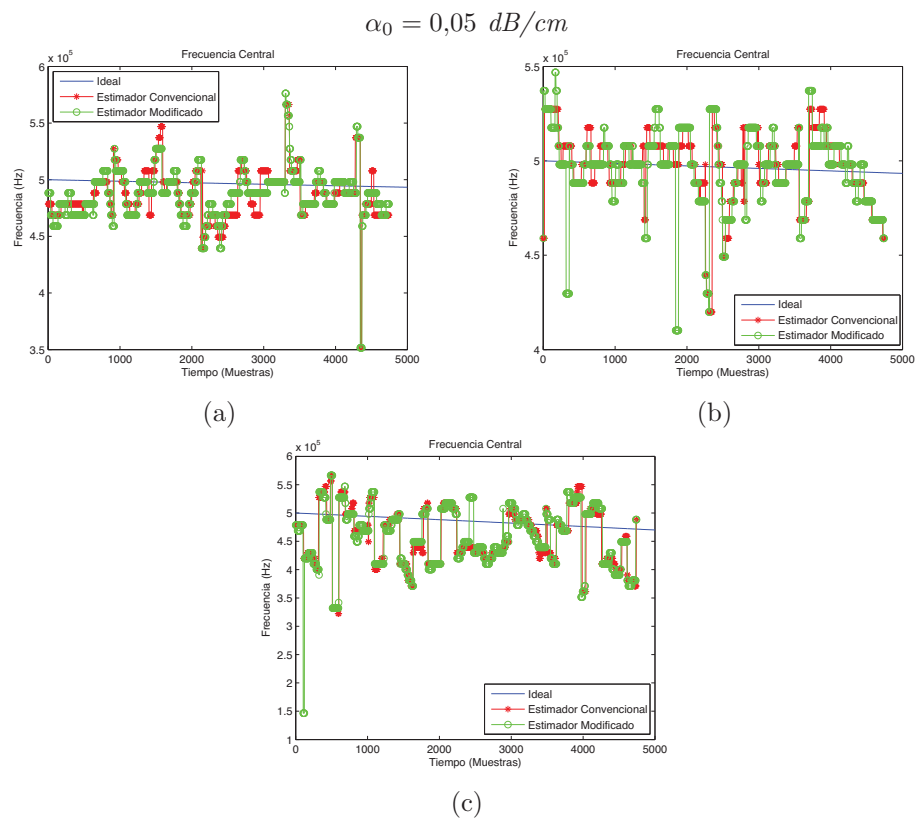 α₀ = 0,05 dB/cm
Frecuencia Central
x 10⁵
Frecuencia (Hz)
6
5.5
5
4.5
4
3.5
0 1000 2000 3000 4000 5000
Tiempo (Muestras)
Ideal
Estimador Convencional
Estimador Modificado
(a)
Frecuencia Central
x 10⁵
Frecuencia (Hz)
5.5
5
4.5
4
0 1000 2000 3000 4000 5000
Tiempo (Muestras)
Ideal
Estimador Convencional
Estimador Modificado
(b)
Frecuencia Central
x 10⁵
Frecuencia (Hz)
6
5.5
5
4.5
4
3.5
3
2.5
2
1.5
1
0 1000 2000 3000 4000 5000
Tiempo (Muestras)
Ideal
Estimador Convencional
Estimador Modificado
(c)